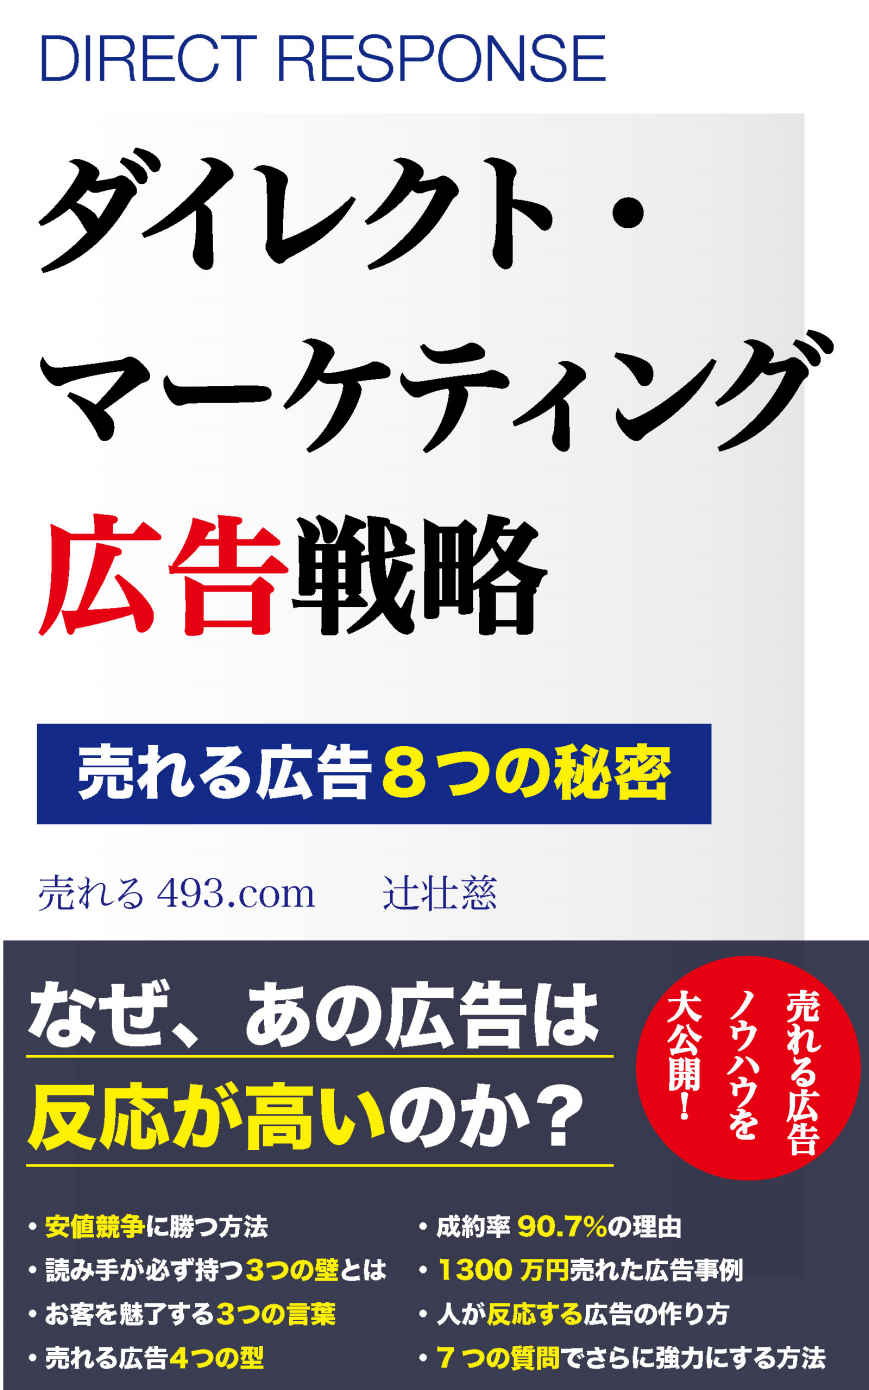 DIRECT RESPONSE
ダイレクト・
マーケティング
広告戦略
売れる広告8つの秘密
売れる493.com　辻壮慈
なぜ、あの広告は
反応が高いのか？
売れる広告
ノウハウを
大公開！
・安値競争に勝つ方法
・読み手が必ず持つ3つの壁とは
・お客を魅了する3つの言葉
・売れる広告4つの型
・成約率90.7%の理由
・1300万円売れた広告事例
・人が反応する広告の作り方
・7つの質問でさらに強力にする方法